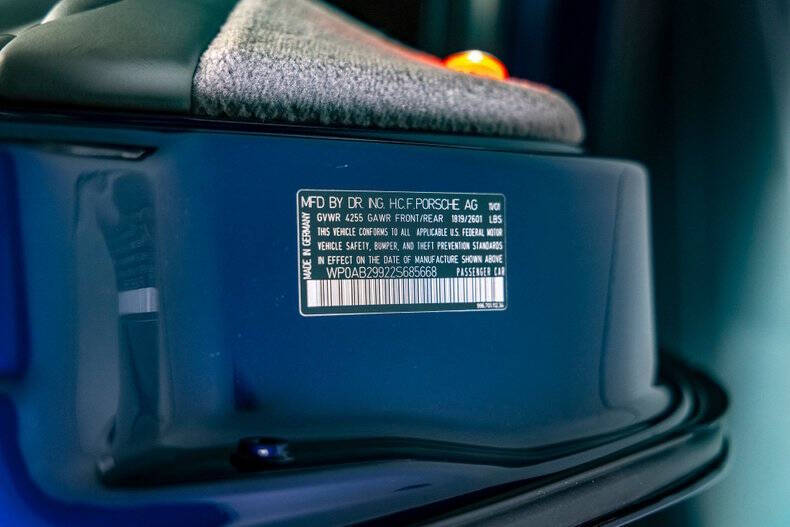 MFD BY DR. ING. H.C.F.PORSCHE AG 10/01
GVWR 4255 GAWR FRONT/REAR 1819/2601 LBS
THIS VEHICLE CONFORMS TO ALL APPLICABLE U.S. FEDERAL MOTOR
VEHICLE SAFETY, BUMPER, AND THEFT PREVENTION STANDARDS
IN EFFECT ON THE DATE OF MANUFACTURE SHOWN ABOVE
WP0AB29922S685668 PASSENGER CAR
MADE IN GERMANY